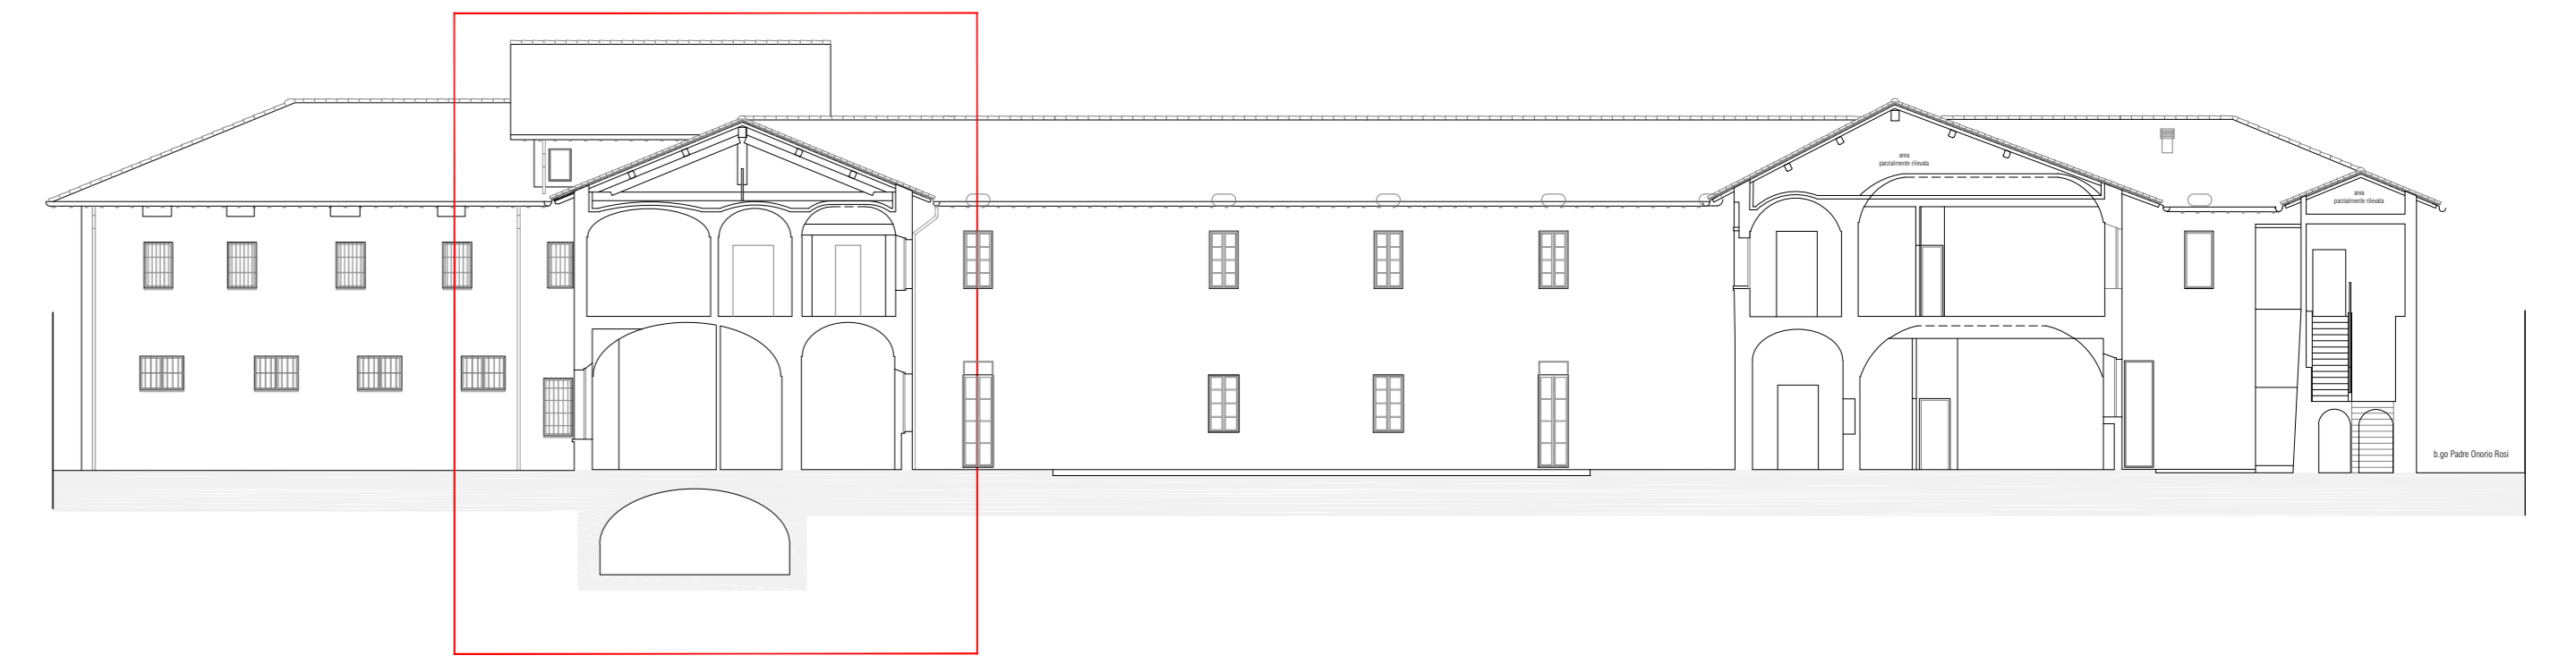 area
parzialmente rilevata
area
parzialmente rilevata
b.go Padre Onorio Rosi